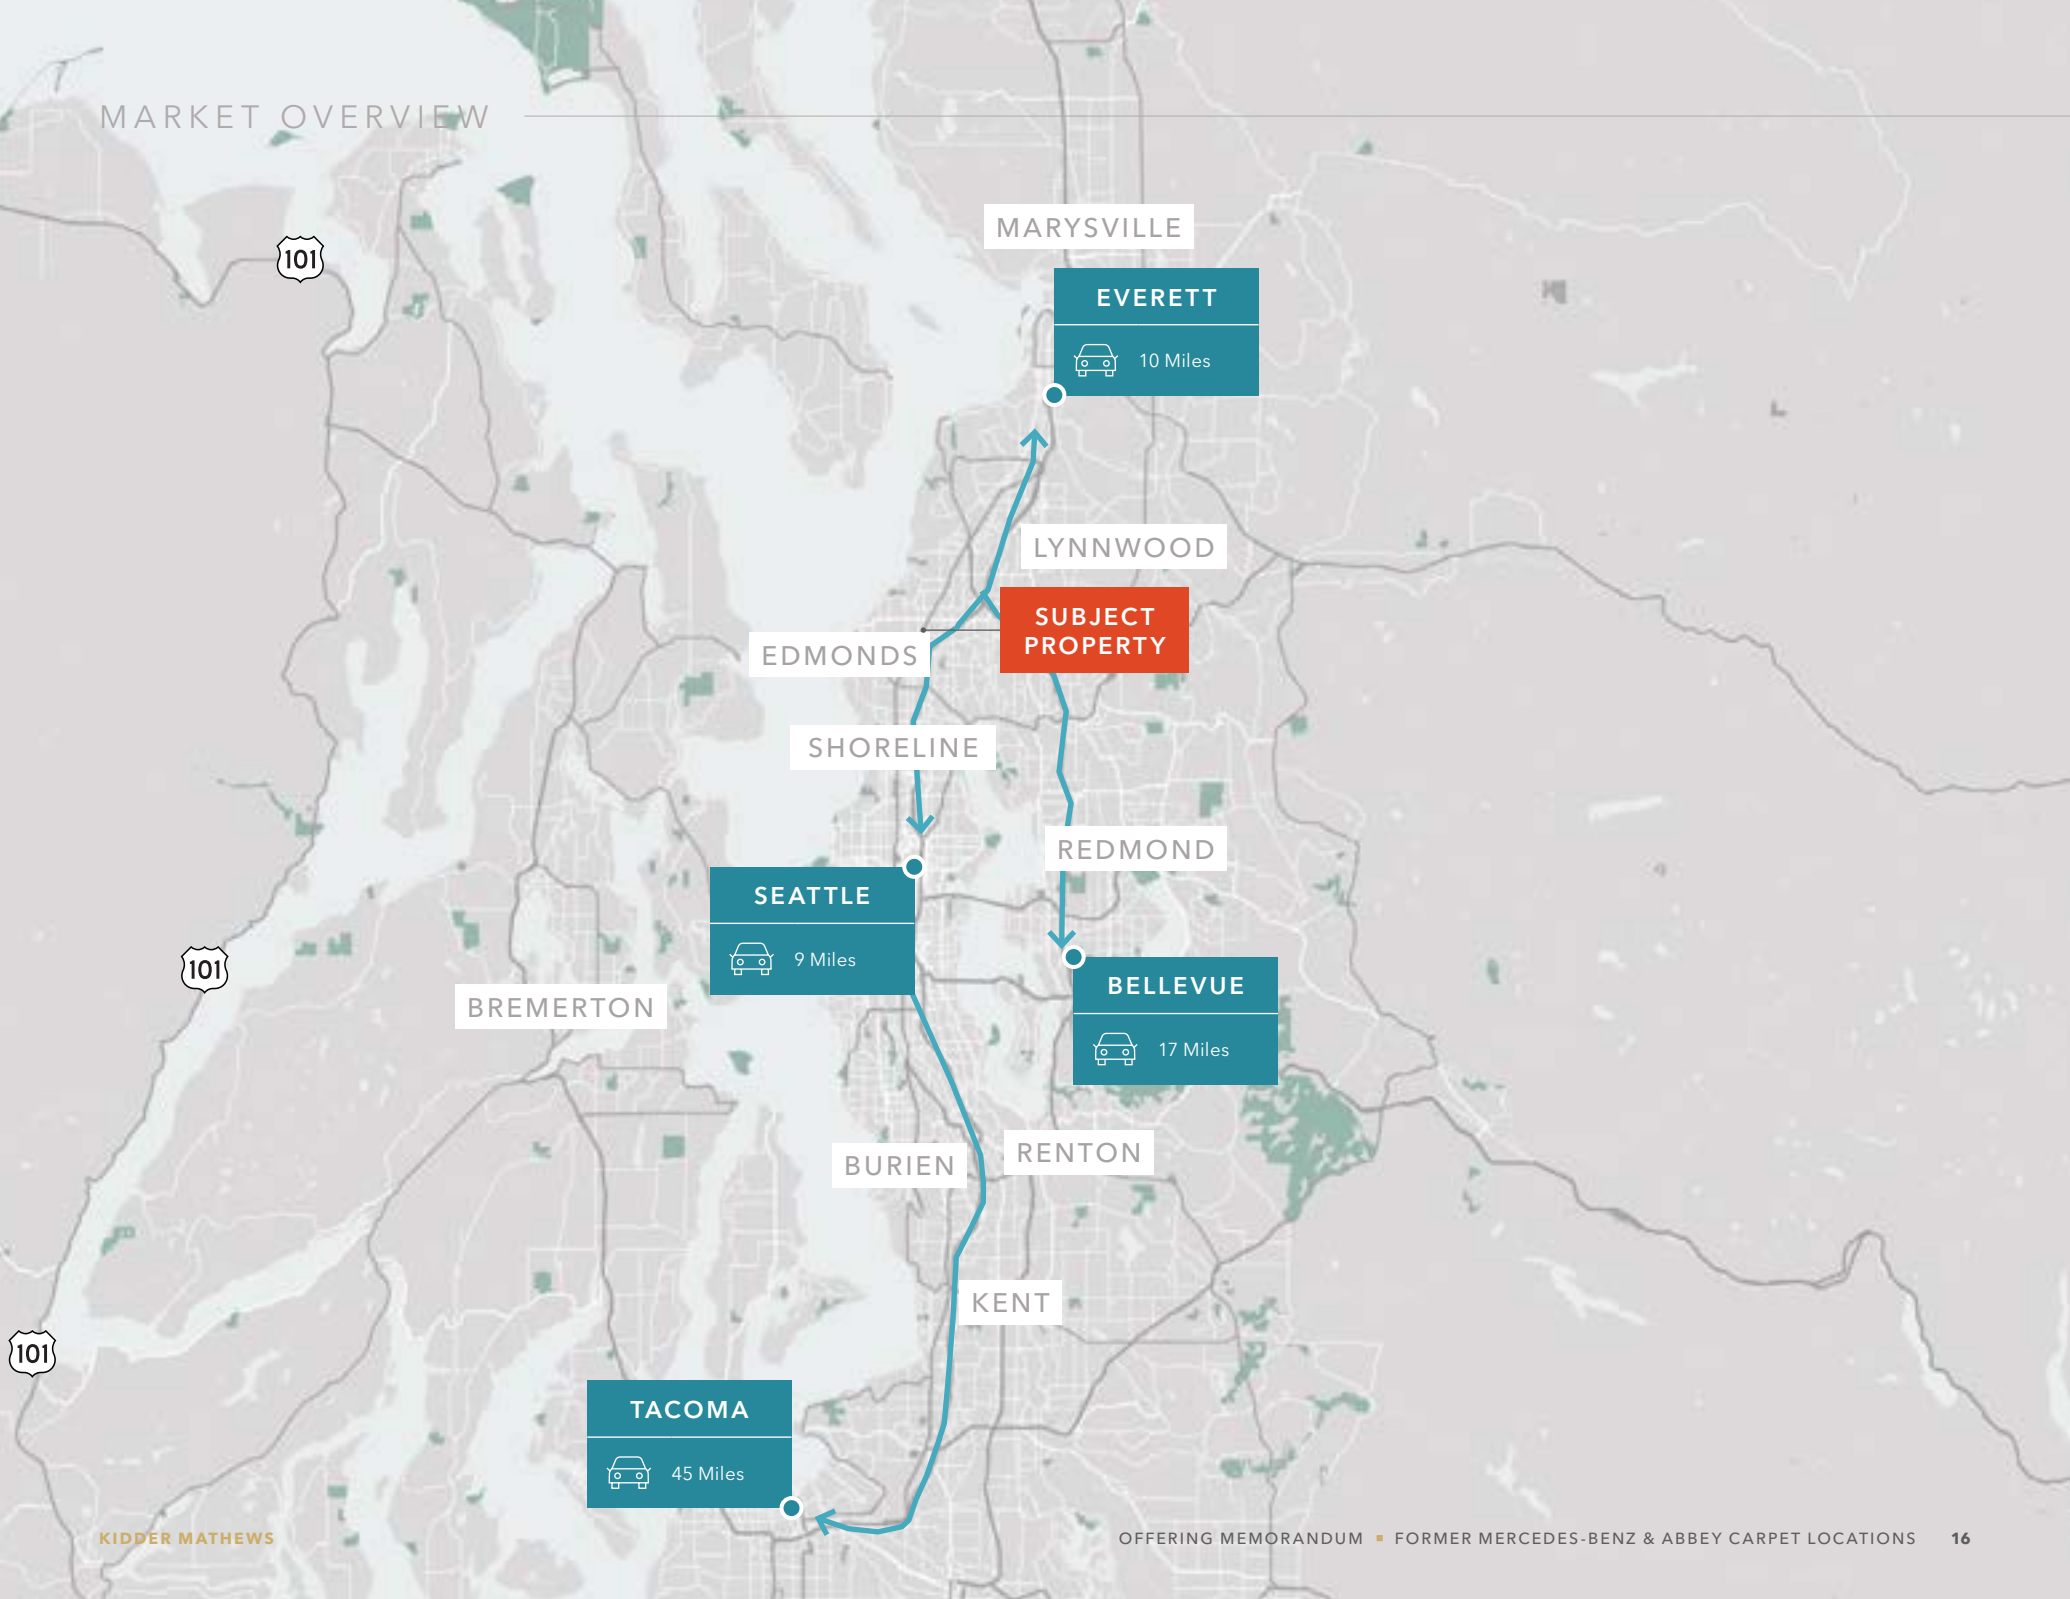 MARKET OVERVIEW
MARYSVILLE
101
EVERETT
10 Miles
LYNNWOOD
SUBJECT
PROPERTY
EDMONDS
SHORELINE
REDMOND
SEATTLE
9 Miles
101
BELLEVUE
17 Miles
BREMERTON
BURIEN
RENTON
KENT
101
TACOMA
45 Miles
KIDDER MATHEWS
OFFERING MEMORANDUM ▪ FORMER MERCEDES-BENZ & ABBEY CARPET LOCATIONS 16